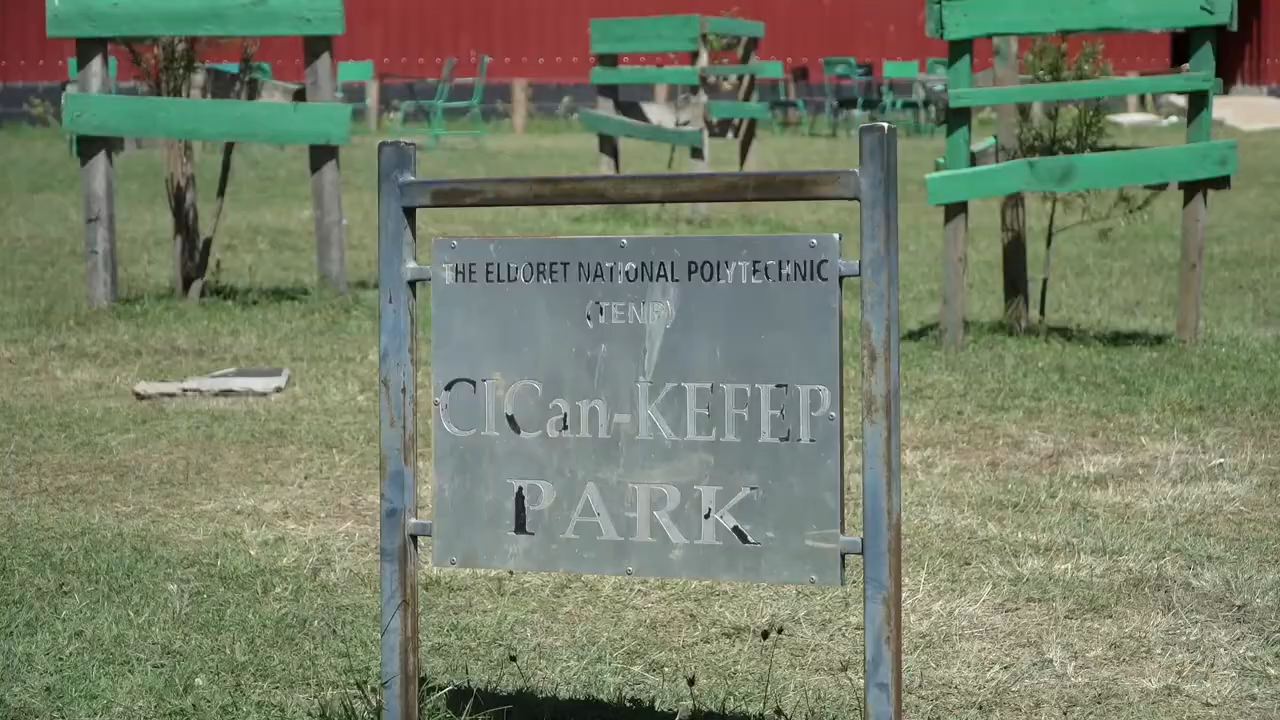 THE ELDORET NATIONAL POLYTECHNIC
(TENP)
CICan-KEFEP
PARK